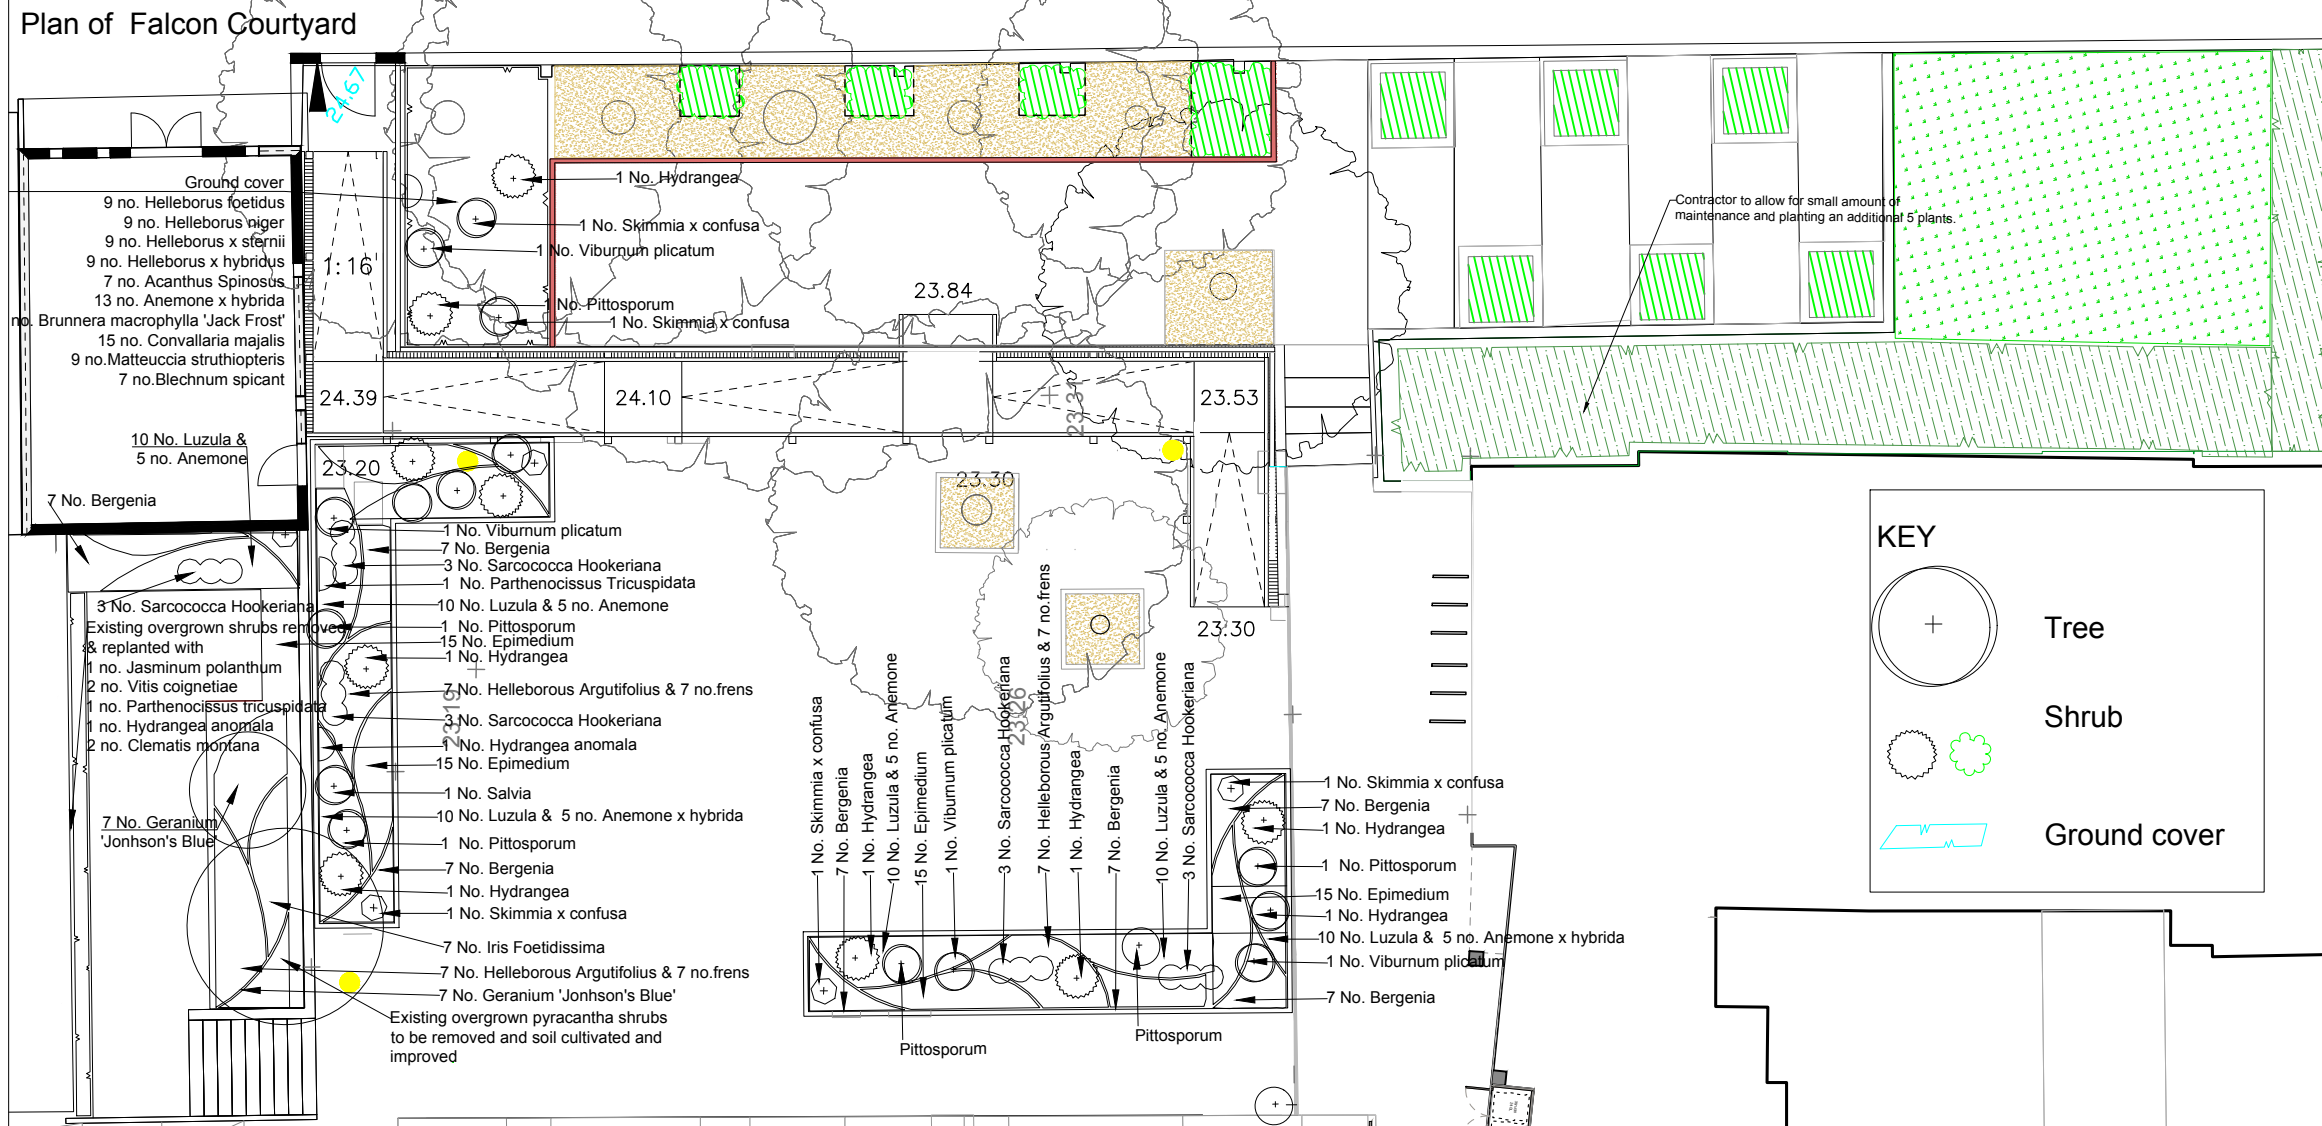 Plan of  Falcon Courtyard
24.67
Ground cover
9 no. Helleborus foetidus
9 no. Helleborus niger
9 no. Helleborus x sternii
9 no. Helleborus x hybridus
7 no. Acanthus Spinosus
13 no. Anemone x hybrida
no. Brunnera macrophylla 'Jack Frost'
15 no. Convallaria majalis
9 no.Matteuccia struthiopteris
7 no.Blechnum spicant
10 No. Luzula &
5 no. Anemone
7 No. Bergenia
1:16
1 No. Hydrangea
1 No. Skimmia x confusa
1 No. Viburnum plicatum
1 No. Pittosporum
1 No. Skimmia x confusa
23.84
24.39
24.10
23.31
23.53
23.20
23.30
23.30
Contractor to allow for small amount of
maintenance and planting an additional 5 plants.
3 No. Sarcococca Hookeriana
Existing overgrown shrubs removed
& replanted with
1 no. Jasminum polanthum
2 no. Vitis coignetiae
1 no. Parthenocissus tricuspidata
1 no. Hydrangea anomala
2 no. Clematis montana
7 No. Geranium
'Jonhson's Blue'
1 No. Viburnum plicatum
7 No. Bergenia
3 No. Sarcococca Hookeriana
1  No. Parthenocissus Tricuspidata
10 No. Luzula & 5 no. Anemone
1  No. Pittosporum
15 No. Epimedium
1 No. Hydrangea
7 No. Helleborous Argutifolius & 7 no.frens
3 No. Sarcococca Hookeriana
23.19
1 No. Hydrangea anomala
15 No. Epimedium
1 No. Salvia
10 No. Luzula &  5 no. Anemone x hybrida
1  No. Pittosporum
7 No. Bergenia
1 No. Hydrangea
1 No. Skimmia x confusa
7 No. Iris Foetidissima
7 No. Helleborous Argutifolius & 7 no.frens
7 No. Geranium 'Jonhson's Blue'
Existing overgrown pyracantha shrubs
to be removed and soil cultivated and
improved
1 No. Skimmia x confusa
7 No. Bergenia
1 No. Hydrangea
10 No. Luzula & 5 no. Anemone
15 No. Epimedium
1 No. Viburnum plicatum
3 No. Sarcococca Hookeriana
23.26
7 No. Helleborous Argutifolius & 7 no.frens
1 No. Hydrangea
7 No. Bergenia
10 No. Luzula & 5 no. Anemone
3 No. Sarcococca Hookeriana
Pittosporum
Pittosporum
1 No. Skimmia x confusa
7 No. Bergenia
1 No. Hydrangea
1  No. Pittosporum
15 No. Epimedium
1 No. Hydrangea
10 No. Luzula &  5 no. Anemone x hybrida
1 No. Viburnum plicatum
7 No. Bergenia
KEY
Tree
Shrub
Ground cover